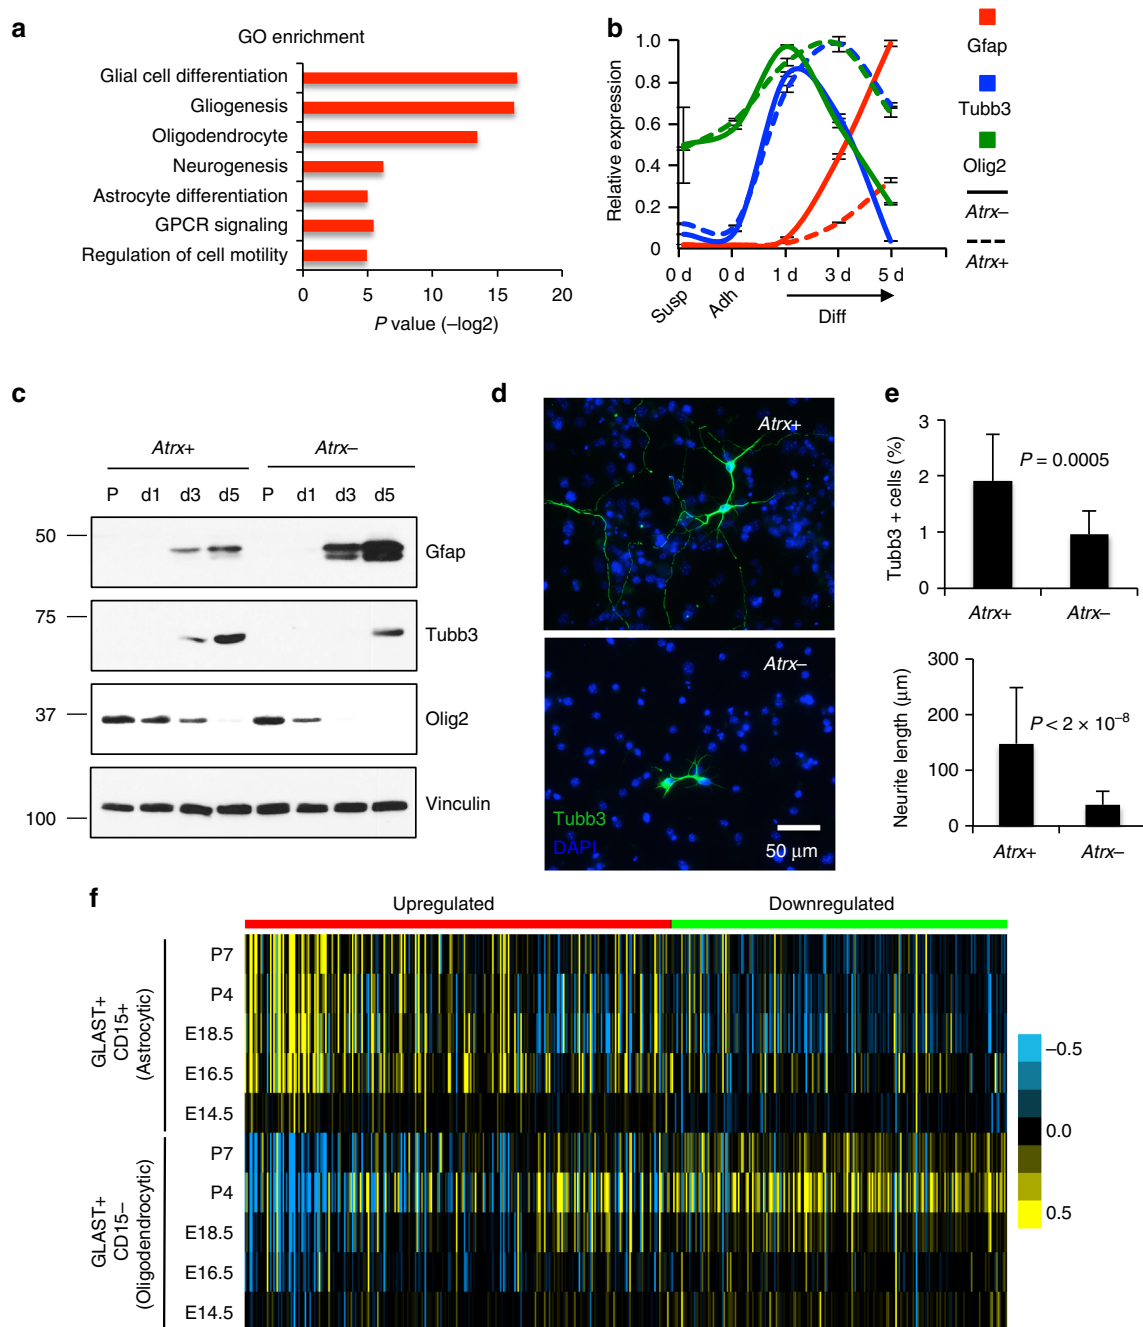 a
GO enrichment
Glial cell differentiation
Gliogenesis
Oligodendrocyte
Neurogenesis
Astrocyte differentiation
GPCR signaling
Regulation of cell motility
0 5 10 15 20
P value (–log2)
b
Relative expression
1.0
0.8
0.6
0.4
0.2
0
0 d 0 d 1 d 3 d 5 d
Susp Adh
Diff
Gfap
Tubb3
Olig2
Atrx–
Atrx+
c
Atrx+ Atrx–
P d1 d3 d5 P d1 d3 d5
50 Gfap
75 Tubb3
37 Olig2
100 Vinculin
d
Atrx+
Atrx–
Tubb3
DAPI
50 μm
e
Tubb3 + cells (%)
3
2
1
0
P = 0.0005
Atrx+ Atrx–
Neurite length (μm)
300
200
100
0
P < 2 × 10–8
Atrx+ Atrx–
f
Upregulated Downregulated
GLAST+
CD15+
(Astrocytic)
P7
P4
E18.5
E16.5
E14.5
GLAST+
CD15–
(Oligodendrocytic)
P7
P4
E18.5
E16.5
E14.5
–0.5
0.0
0.5